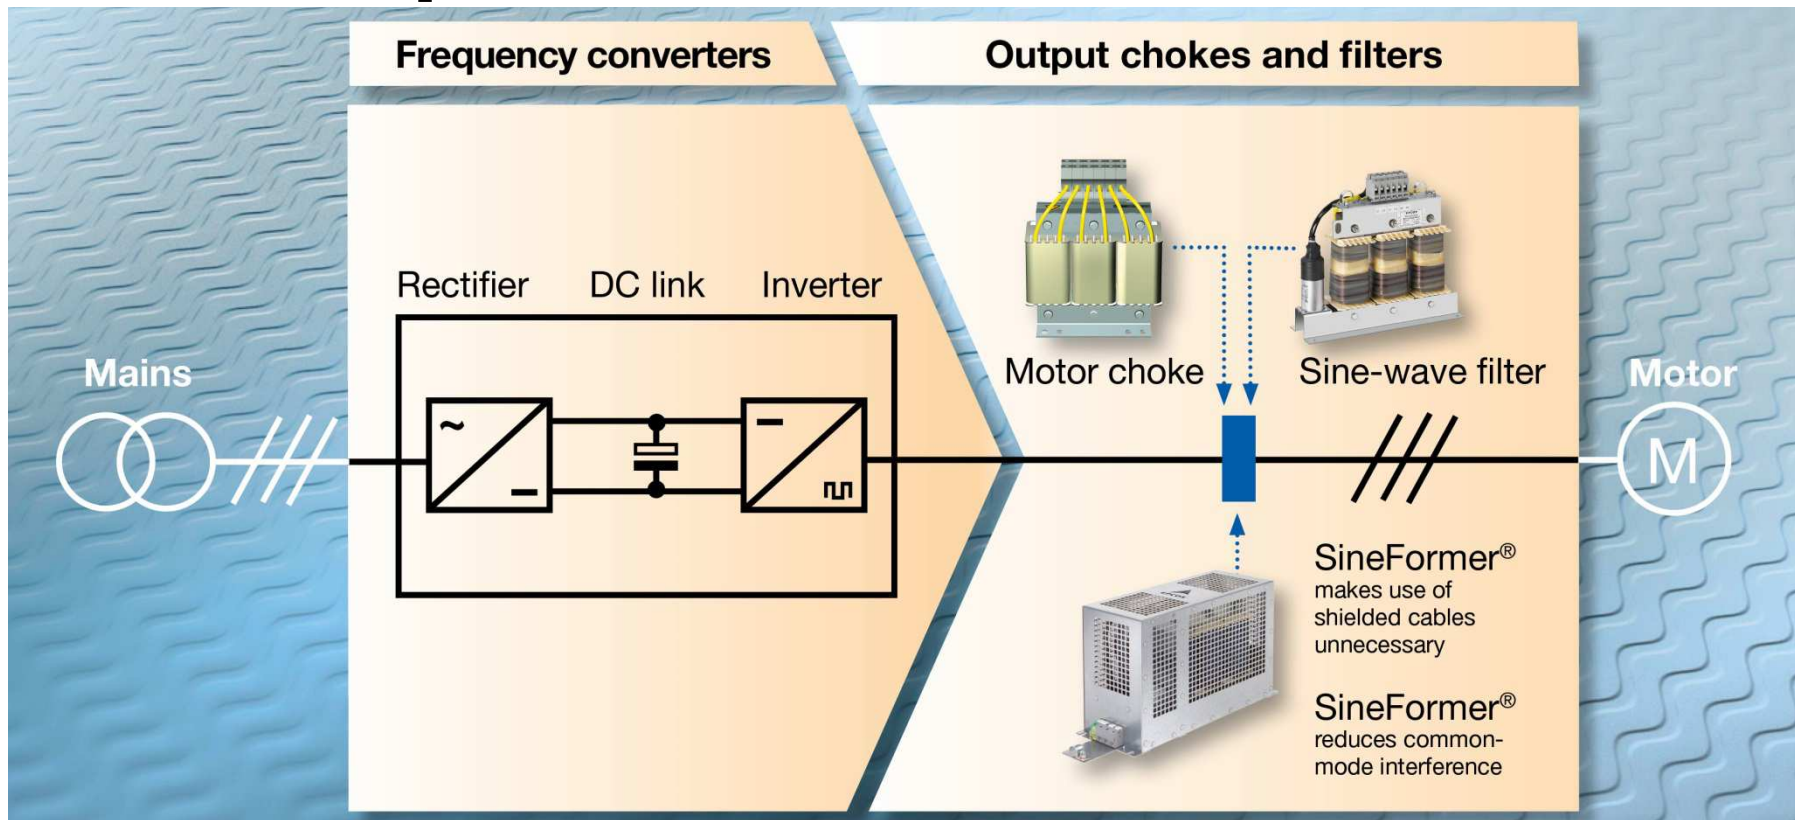 Frequency converters
Output chokes and filters
Rectifier
DC link
Inverter
Mains
Motor choke
Sine-wave filter
Motor
M
SineFormer®
makes use of
shielded cables
unnecessary
SineFormer®
reduces common-
mode interference